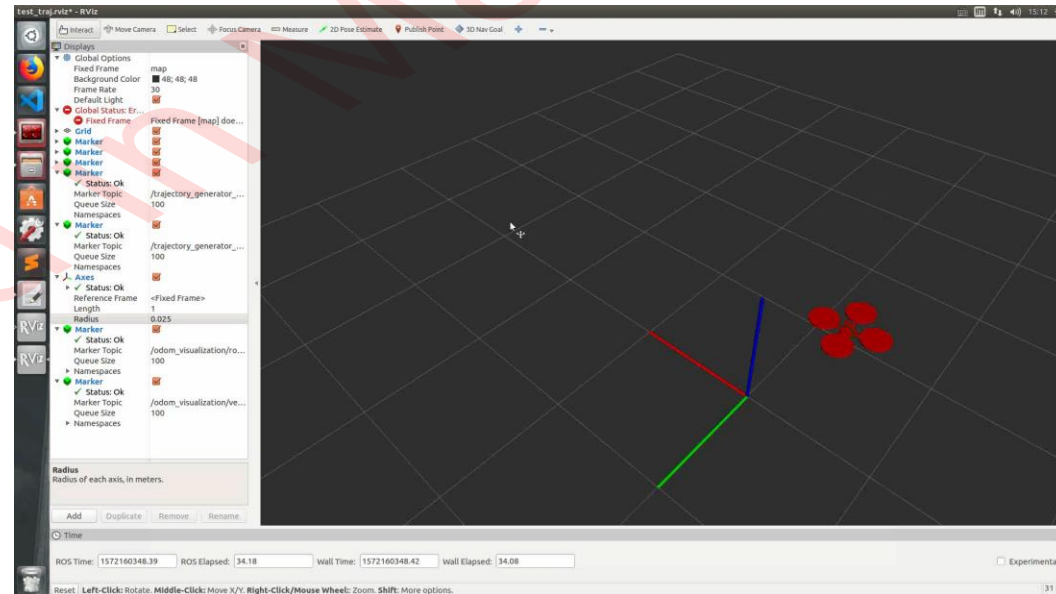 test_traj.rviz* - RViz
15:12
Interact Move Camera Select Focus Camera Measure 2D Pose Estimate Publish Point 3D Nav Goal
Displays
Global Options
Fixed Frame map
Background Color 48; 48; 48
Frame Rate 30
Default Light
Global Status: Er...
Fixed Frame Fixed Frame [map] doe...
Grid
Marker
Marker
Marker
Marker
Status: Ok
Marker Topic /trajectory_generator_...
Queue Size 100
Namespaces
Marker
Status: Ok
Marker Topic /trajectory_generator_...
Queue Size 100
Namespaces
Axes
Status: Ok
Reference Frame <Fixed Frame>
Length 1
Radius 0.025
Marker
Status: Ok
Marker Topic /odom_visualization/ro...
Queue Size 100
Namespaces
Marker
Status: Ok
Marker Topic /odom_visualization/ve...
Queue Size 100
Namespaces
Radius
Radius of each axis, in meters.
Add Duplicate Remove Rename
Time
ROS Time: 1572160348.39 ROS Elapsed: 34.18 Wall Time: 1572160348.42 Wall Elapsed: 34.08 Experimenta
Reset Left-Click: Rotate. Middle-Click: Move X/Y. Right-Click/Mouse Wheel: Zoom. Shift: More options. 31
RViz
RViz